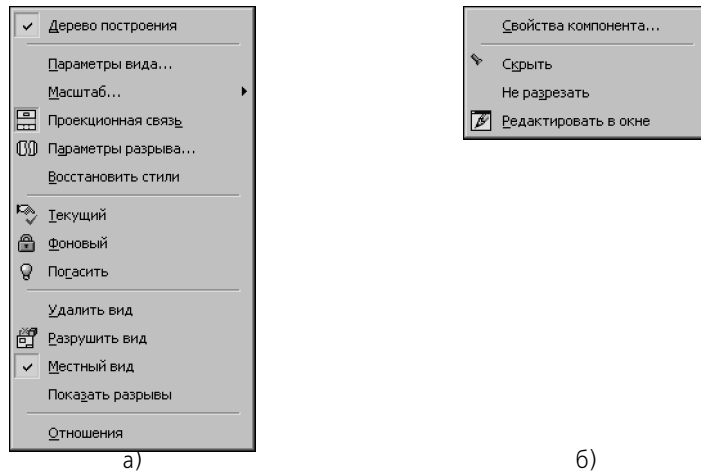 Дерево построения
Параметры вида...
Масштаб...
Проекционная связь
Параметры разрыва...
Восстановить стили
Текущий
Фоновый
Погасить
Удалить вид
Разрушить вид
Местный вид
Показать разрывы
Отношения
а)
Свойства компонента...
Скрыть
Не разрезать
Редактировать в окне
б)